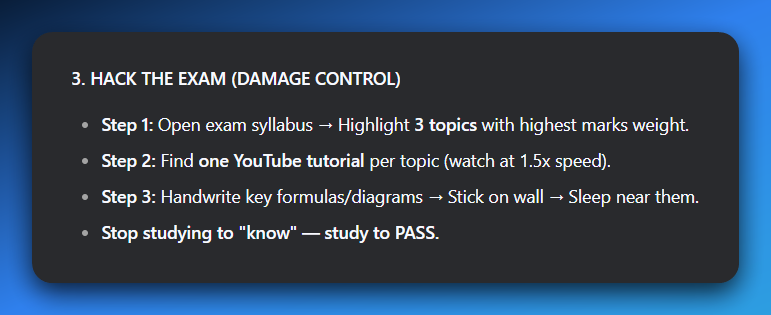 3. HACK THE EXAM (DAMAGE CONTROL)
• Step 1: Open exam syllabus → Highlight 3 topics with highest marks weight.
• Step 2: Find one YouTube tutorial per topic (watch at 1.5x speed).
• Step 3: Handwrite key formulas/diagrams → Stick on wall → Sleep near them.
• Stop studying to "know" — study to PASS.